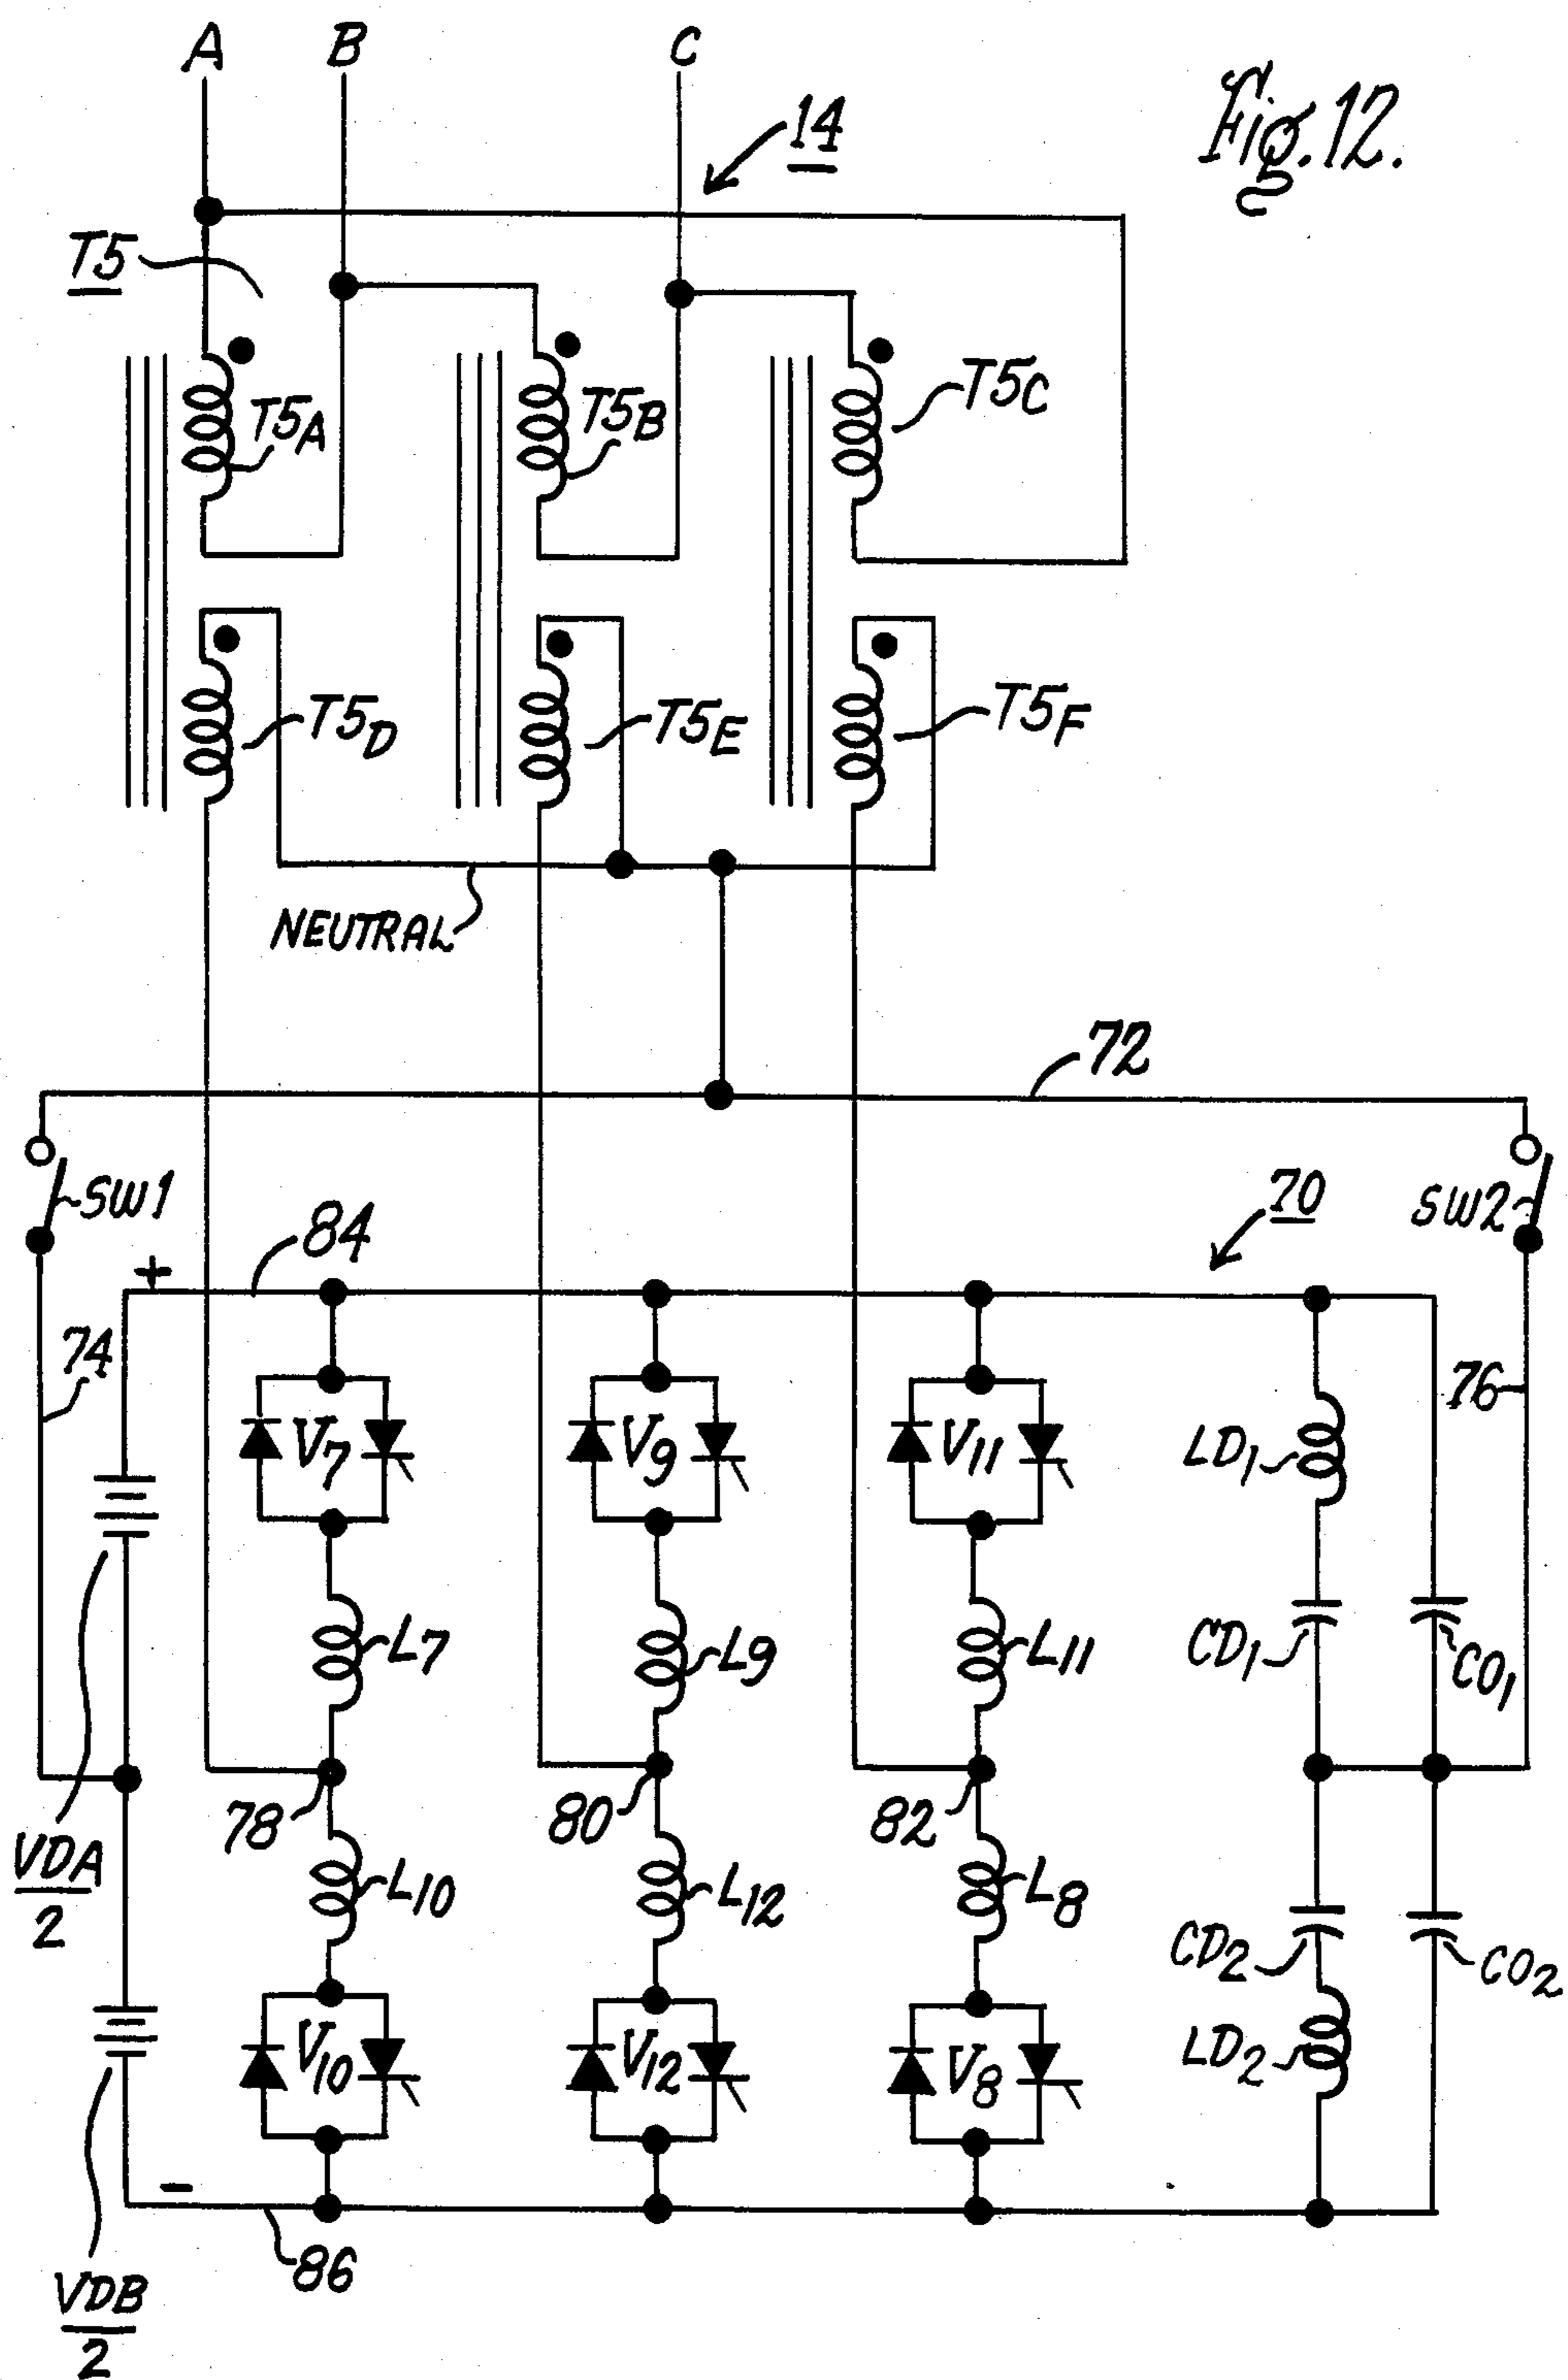 A B C
Fig. 12.
14
T5
T5A
T5B
T5C
T5D
T5E
T5F
NEUTRAL
72
SW1
84
70
SW2
+
74
V7
V9
V11
LD1
76
L7
L9
L11
CD1
CO1
78
80
82
VDA
2
L10
L12
L8
CD2
CO2
V10
V12
V8
LD2
-
86
VDB
2